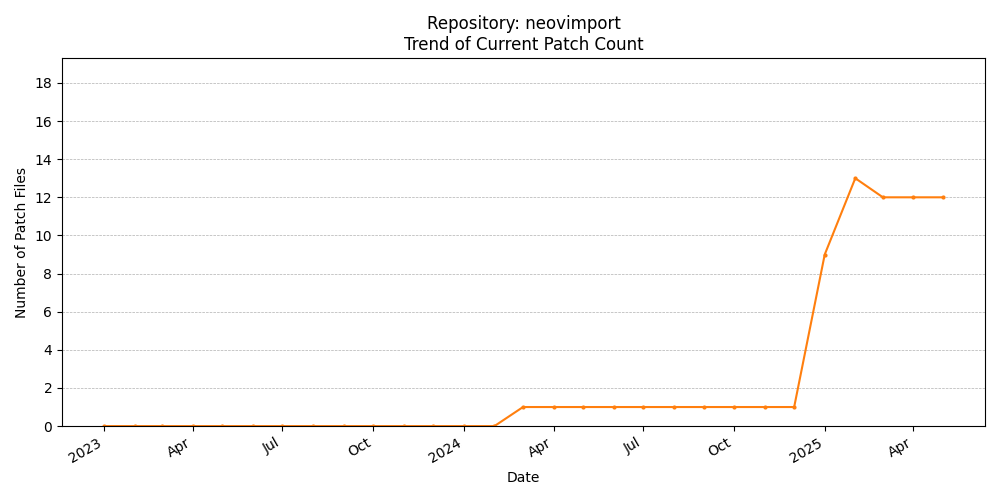 Repository: neovimport
Trend of Current Patch Count
Number of Patch Files
18
16
14
12
10
8
6
4
2
0
2023
Apr
Jul
Oct
2024
Apr
Jul
Oct
2025
Apr
Date